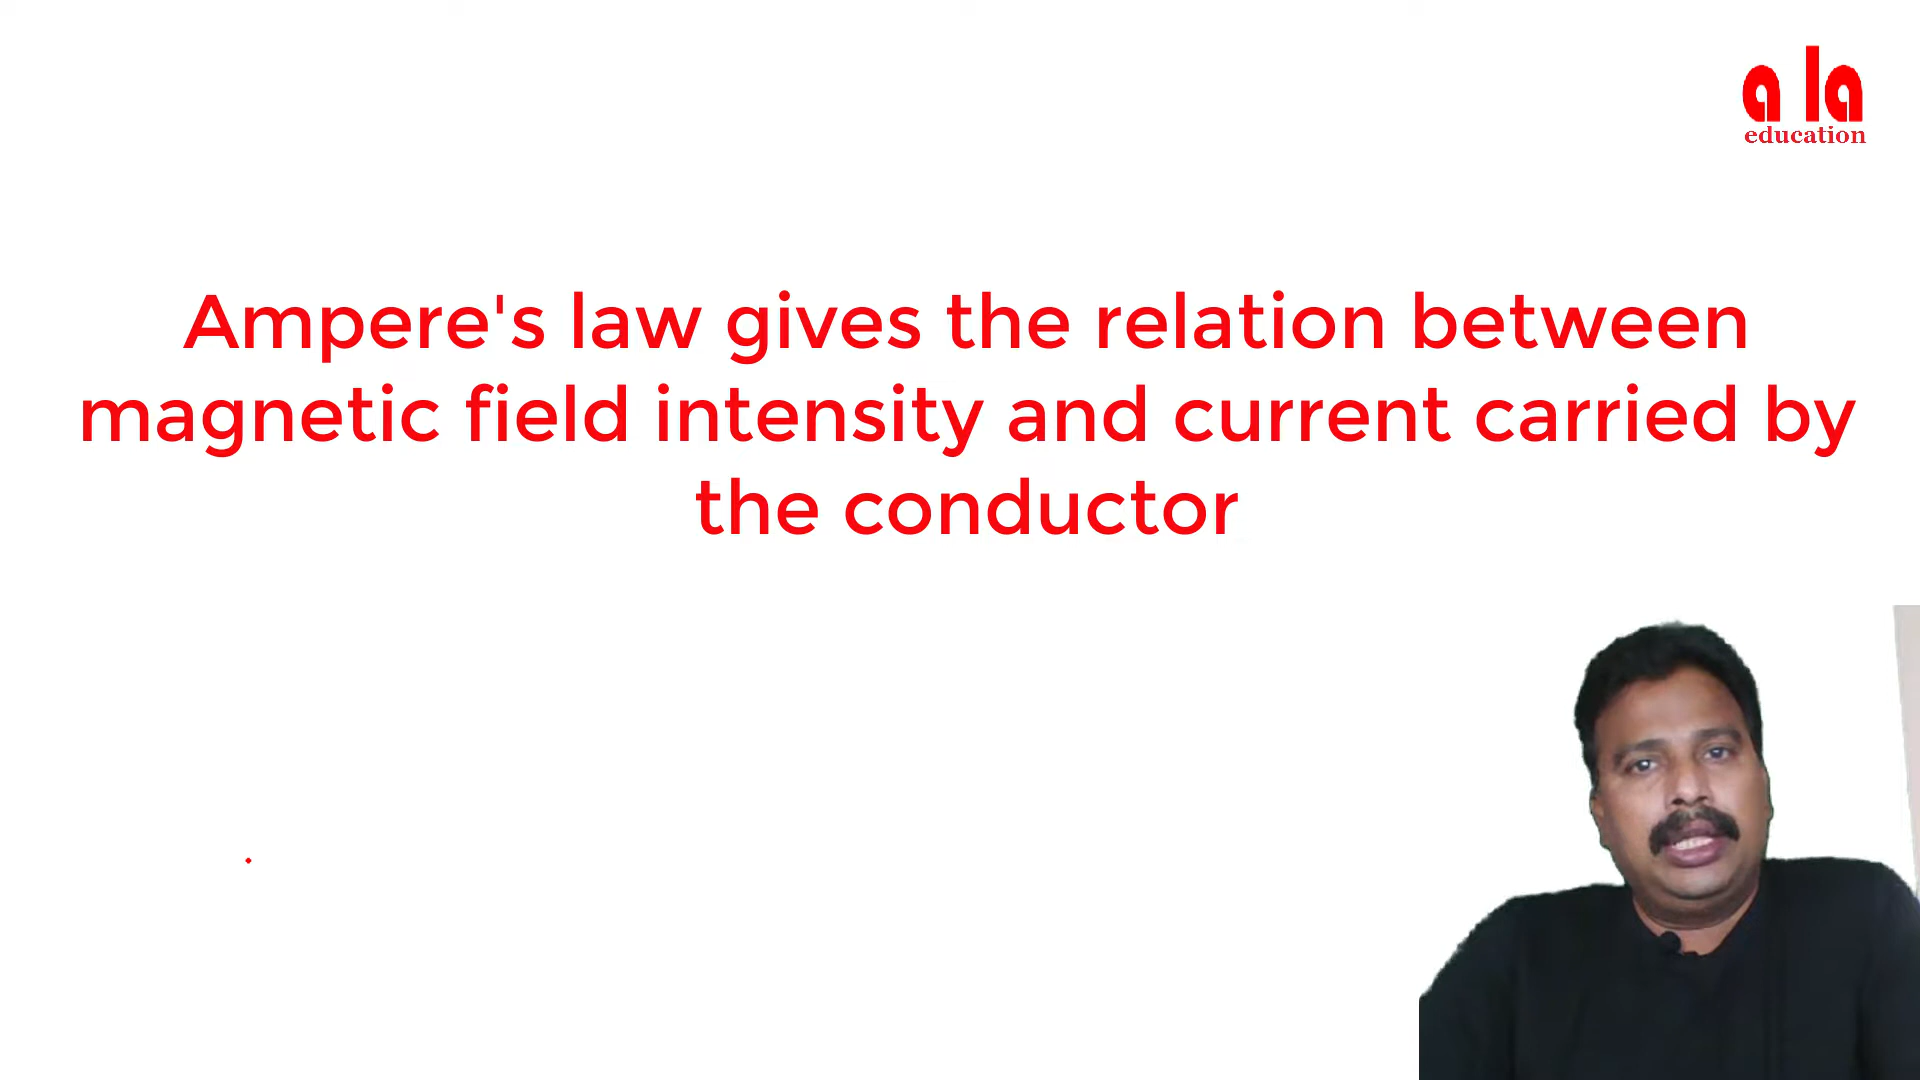 a la
education
Ampere's law gives the relation between
magnetic field intensity and current carried by
the conductor